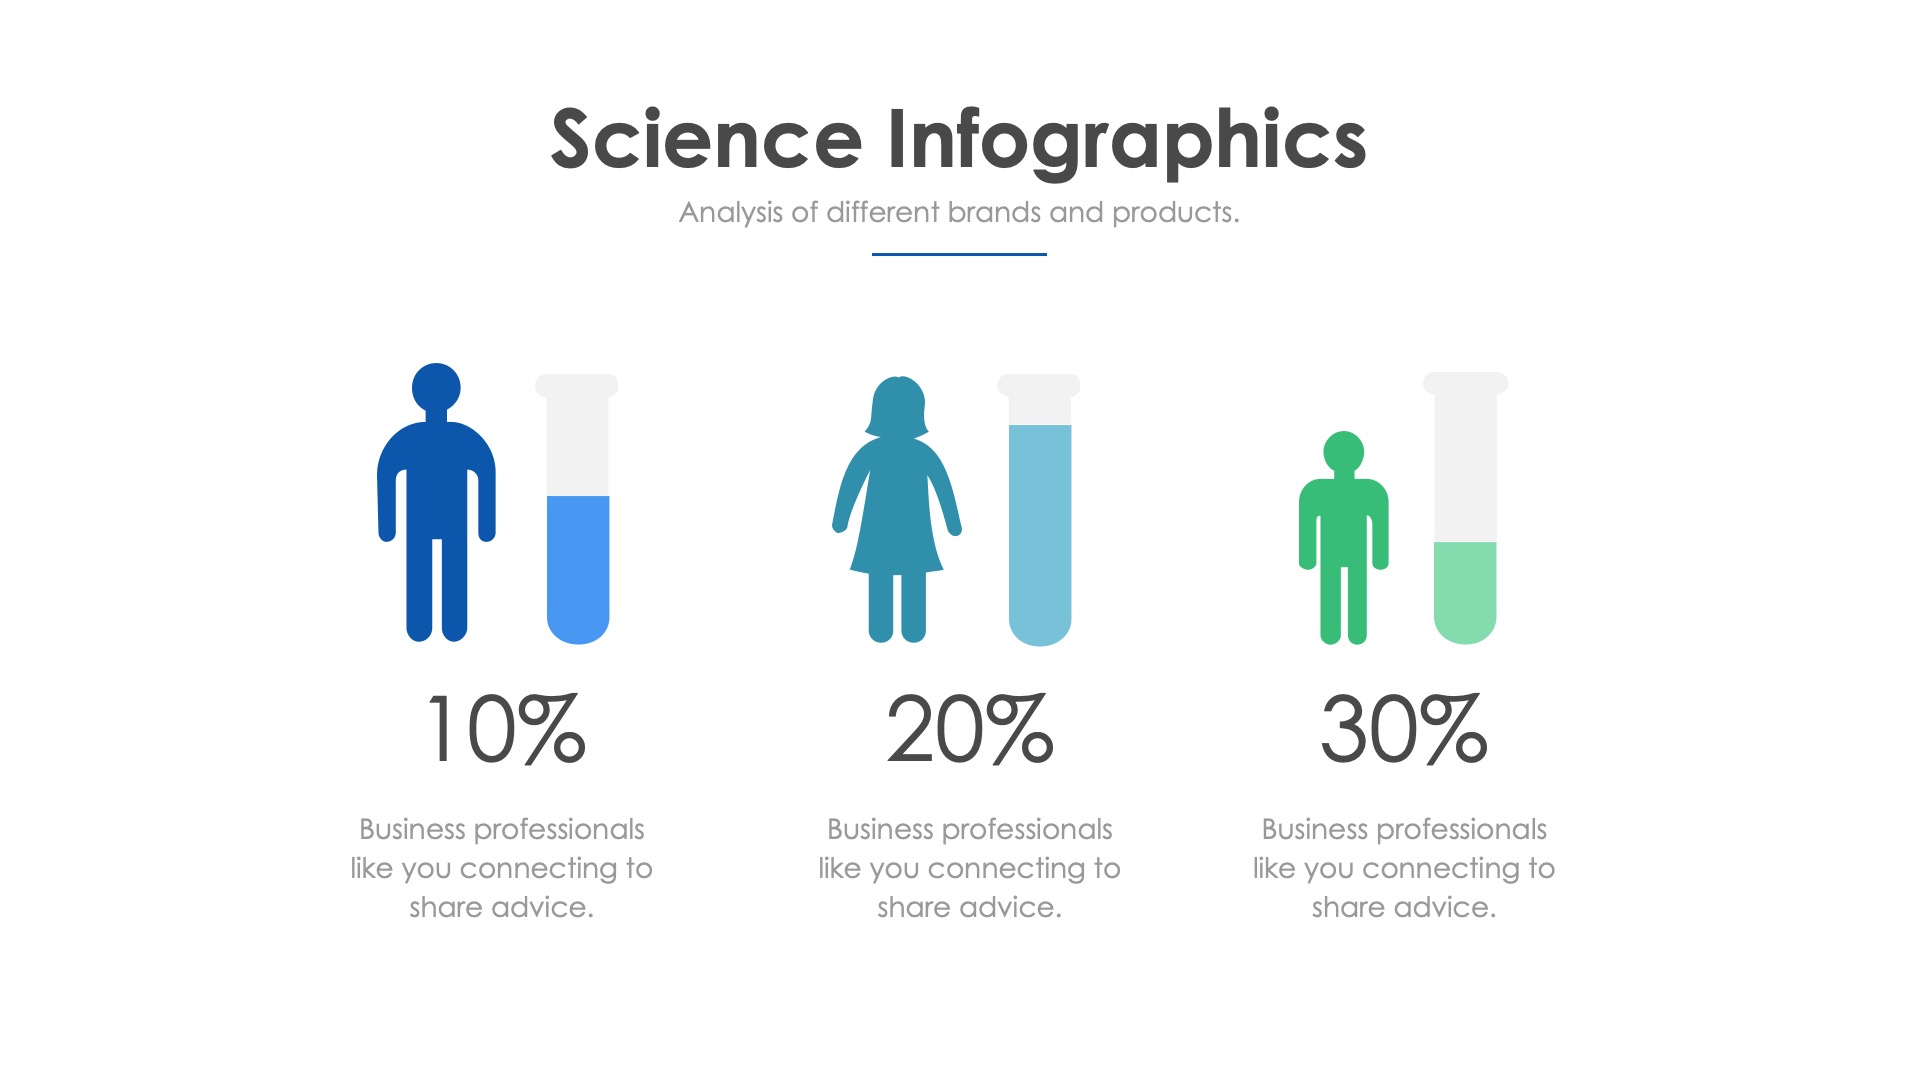 Science Infographics
Analysis of different brands and products.
10%
Business professionals
like you connecting to
share advice.
20%
Business professionals
like you connecting to
share advice.
30%
Business professionals
like you connecting to
share advice.